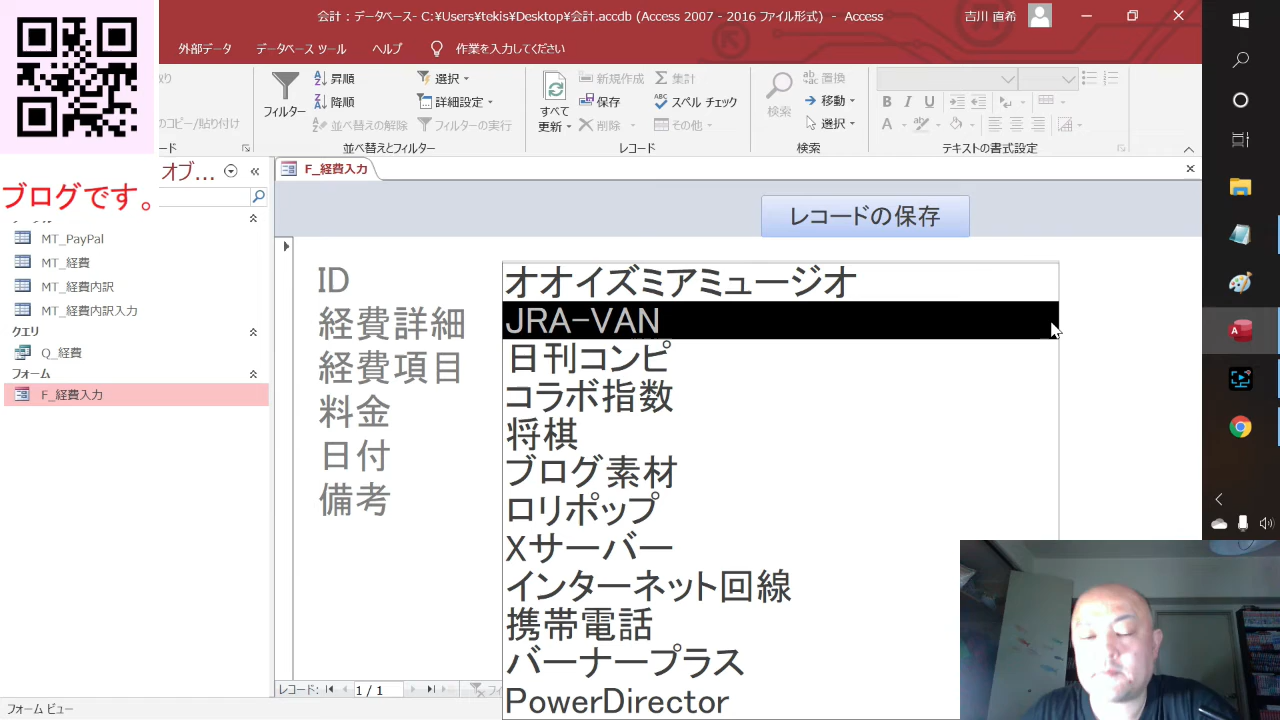 会計 : データベース- C:¥Users¥tekis¥Desktop¥会計.accdb (Access 2007 - 2016 ファイル形式) - Access
吉川 直希
外部データ
データベース ツール
ヘルプ
作業を入力してください
コピー/貼り付け
フィルター
昇順
降順
並べ替えの解除
選択
詳細設定
フィルターの実行
並べ替えとフィルター
すべて
更新
新規作成
保存
削除
集計
スペル チェック
その他
レコード
検索
置換
移動
選択
検索
B I U
A
テキストの書式設定
ブログです。
オブ...
MT_PayPal
MT_経費
MT_経費内訳
MT_経費内訳入力
クエリ
Q_経費
フォーム
F_経費入力
F_経費入力
レコードの保存
ID
経費詳細
経費項目
料金
日付
備考
オオイズミアミュージオ
JRA-VAN
日刊コンピ
コラボ指数
将棋
ブログ素材
ロリポップ
Xサーバー
インターネット回線
携帯電話
バーナープラス
PowerDirector
レコード:
1 / 1
フォーム ビュー